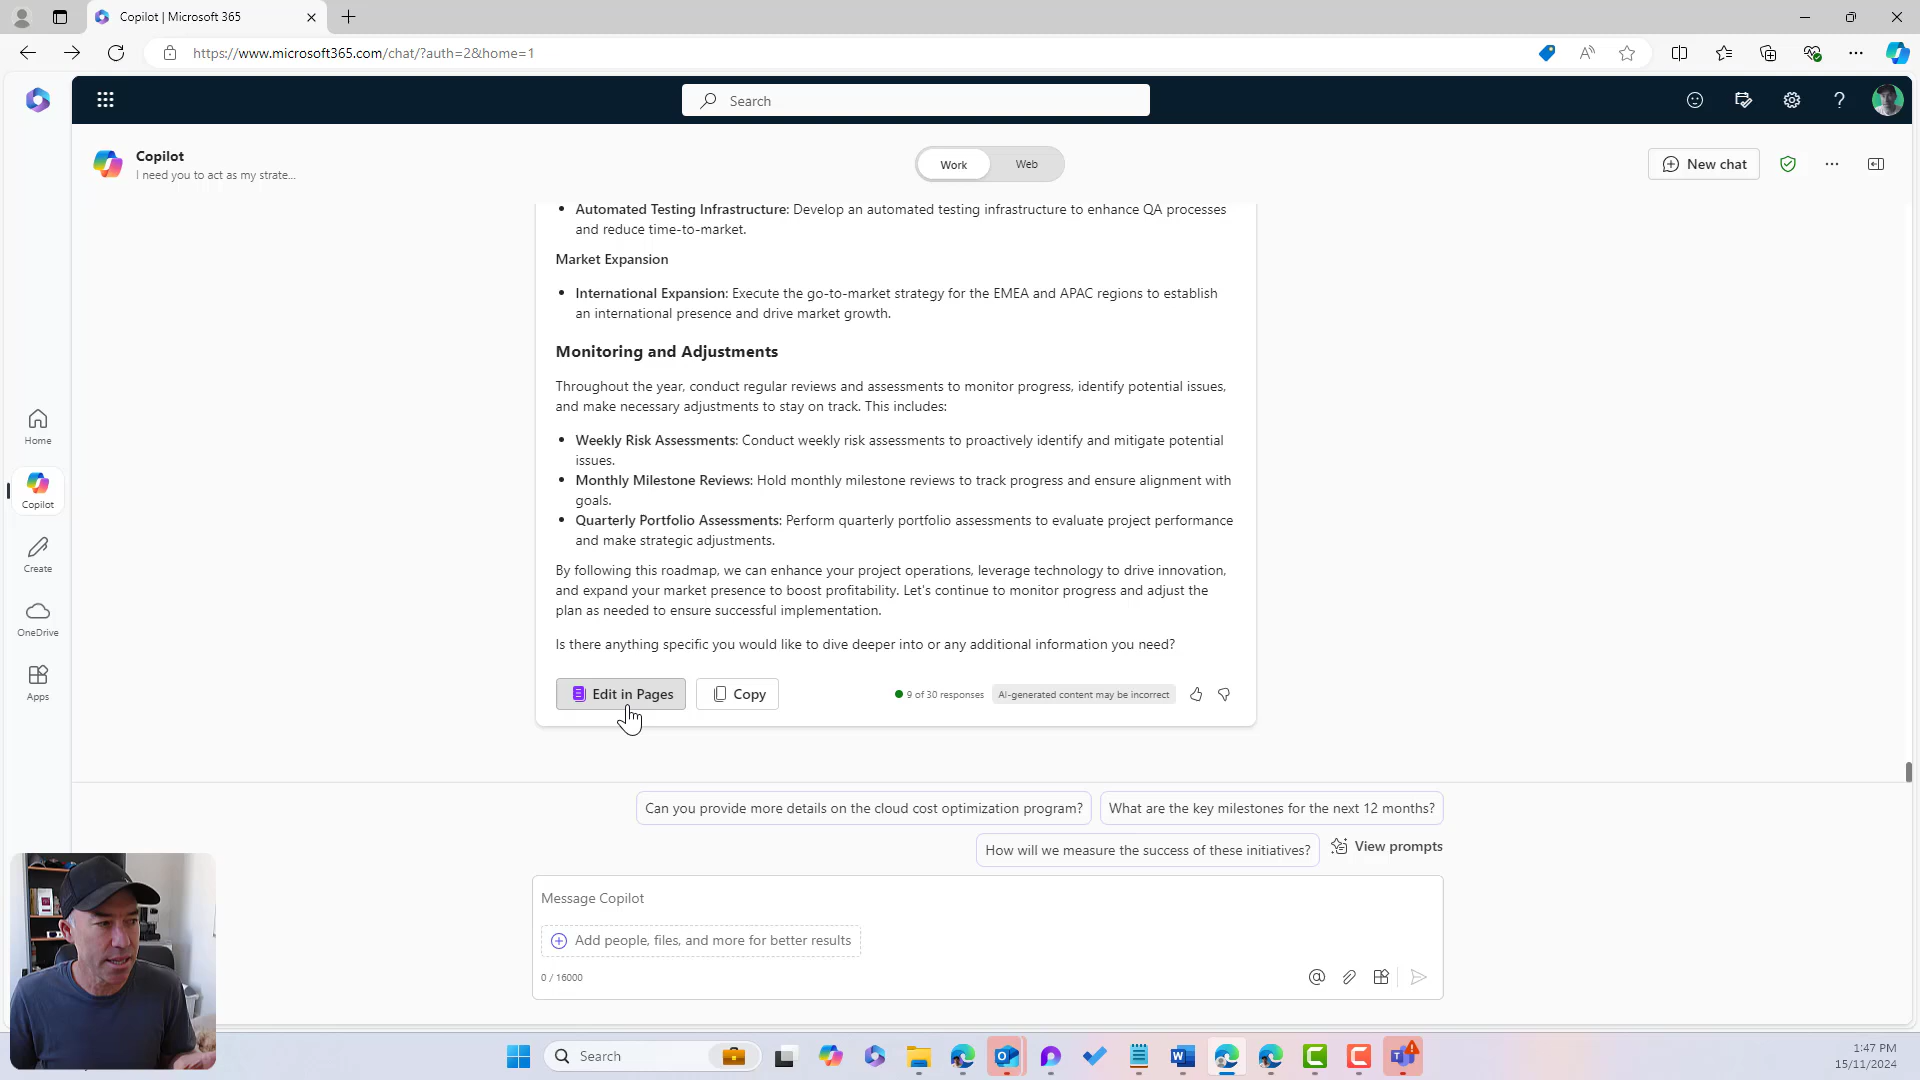 Copilot | Microsoft 365
https://www.microsoft365.com/chat/?auth=2&home=1
Search
Copilot
I need you to act as my strate...
Work
Web
New chat
Automated Testing Infrastructure: Develop an automated testing infrastructure to enhance QA processes
and reduce time-to-market.
Market Expansion
International Expansion: Execute the go-to-market strategy for the EMEA and APAC regions to establish
an international presence and drive market growth.
Monitoring and Adjustments
Throughout the year, conduct regular reviews and assessments to monitor progress, identify potential issues,
and make necessary adjustments to stay on track. This includes:
Weekly Risk Assessments: Conduct weekly risk assessments to proactively identify and mitigate potential
issues.
Monthly Milestone Reviews: Hold monthly milestone reviews to track progress and ensure alignment with
goals.
Quarterly Portfolio Assessments: Perform quarterly portfolio assessments to evaluate project performance
and make strategic adjustments.
By following this roadmap, we can enhance your project operations, leverage technology to drive innovation,
and expand your market presence to boost profitability. Let's continue to monitor progress and adjust the
plan as needed to ensure successful implementation.
Is there anything specific you would like to dive deeper into or any additional information you need?
Edit in Pages
Copy
9 of 30 responses
AI-generated content may be incorrect
Home
Copilot
Create
OneDrive
Apps
Can you provide more details on the cloud cost optimization program?
What are the key milestones for the next 12 months?
How will we measure the success of these initiatives?
View prompts
Message Copilot
Add people, files, and more for better results
0 / 16000
Search
1:47 PM
15/11/2024